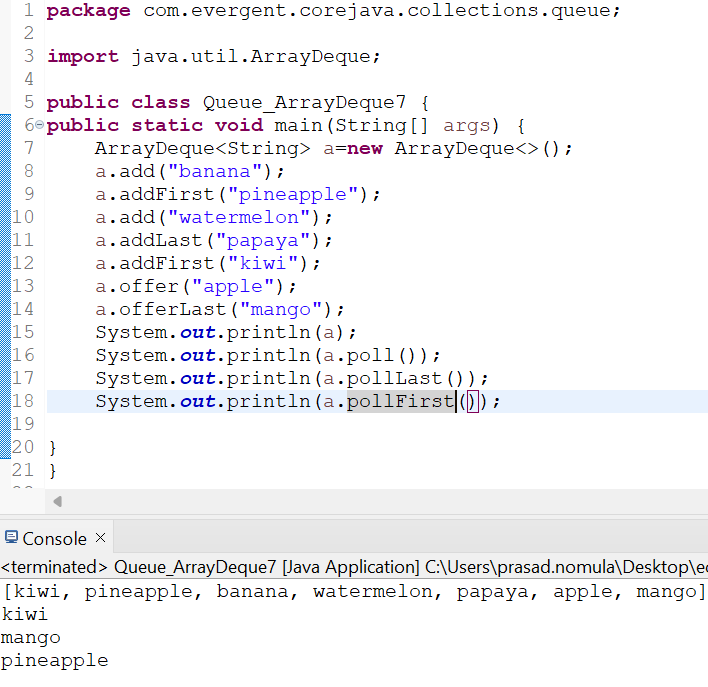 1 package com.evergent.corejava.collections.queue;
2
3 import java.util.ArrayDeque;
4
5 public class Queue_ArrayDeque7 {
6 public static void main(String[] args) {
7     ArrayDeque<String> a=new ArrayDeque<>();
8     a.add("banana");
9     a.addFirst("pineapple");
10     a.add("watermelon");
11     a.addLast("papaya");
12     a.addFirst("kiwi");
13     a.offer("apple");
14     a.offerLast("mango");
15     System.out.println(a);
16     System.out.println(a.poll());
17     System.out.println(a.pollLast());
18     System.out.println(a.pollFirst());
19
20 }
21 }
Console
<terminated> Queue_ArrayDeque7 [Java Application] C:\Users\prasad.nomula\Desktop\
[kiwi, pineapple, banana, watermelon, papaya, apple, mango]
kiwi
mango
pineapple